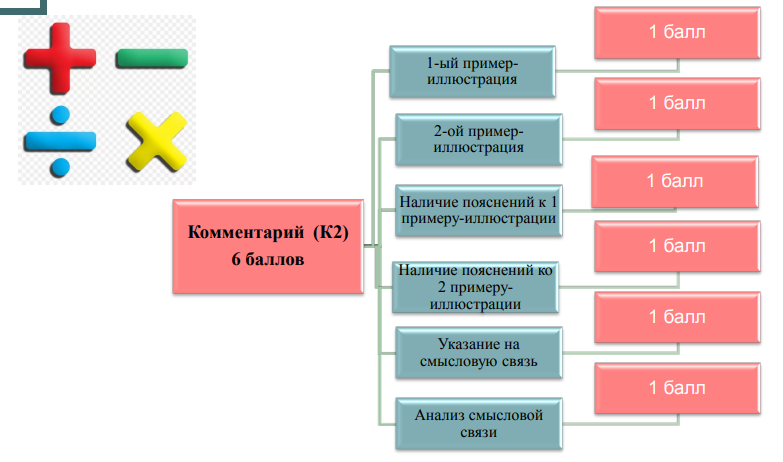 Комментарий (К2)
6 баллов
1-ый пример-
иллюстрация
1 балл
2-ой пример-
иллюстрация
1 балл
Наличие пояснений к 1
примеру-иллюстрации
1 балл
Наличие пояснений ко
2 примеру-
иллюстрации
1 балл
Указание на
смысловую связь
1 балл
Анализ смысловой
связи
1 балл